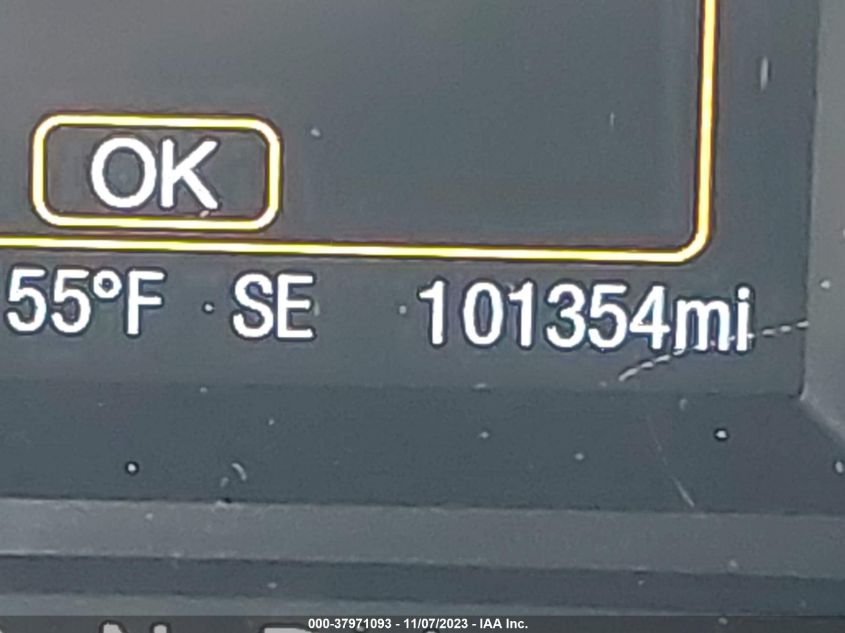 OK
55°F SE 101354mi
000-37971093 - 11/07/2023 - IAA Inc.